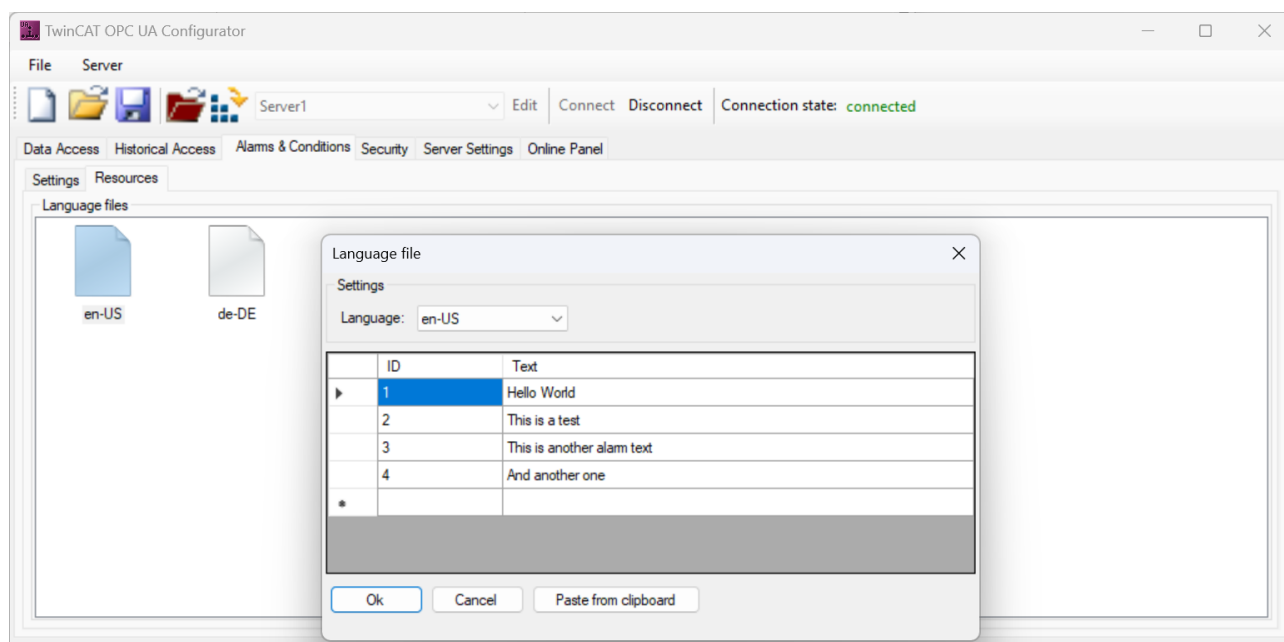 TwinCAT OPC UA Configurator
File Server
Server1 Edit Connect Disconnect Connection state: connected
Data Access Historical Access Alarms & Conditions Security Server Settings Online Panel
Settings Resources
Language files
en-US de-DE
Language file
Settings
Language: en-US
ID Text
1 Hello World
2 This is a test
3 This is another alarm text
4 And another one
*
Ok Cancel Paste from clipboard